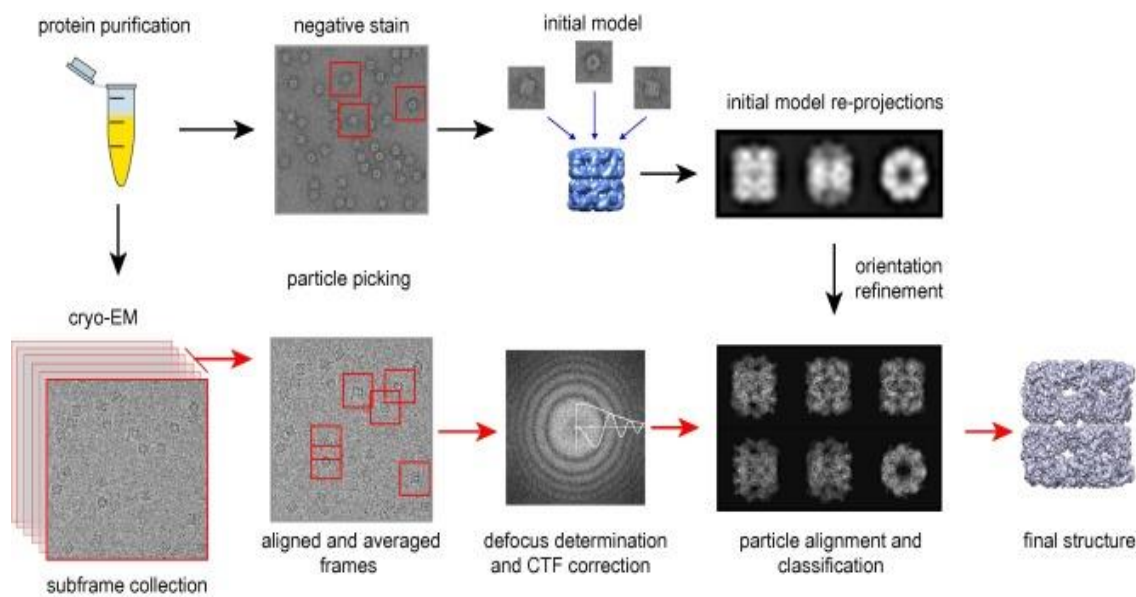 protein purification
negative stain
initial model
initial model re-projections
particle picking
orientation
refinement
cryo-EM
subframe collection
aligned and averaged
frames
defocus determination
and CTF correction
particle alignment and
classification
final structure